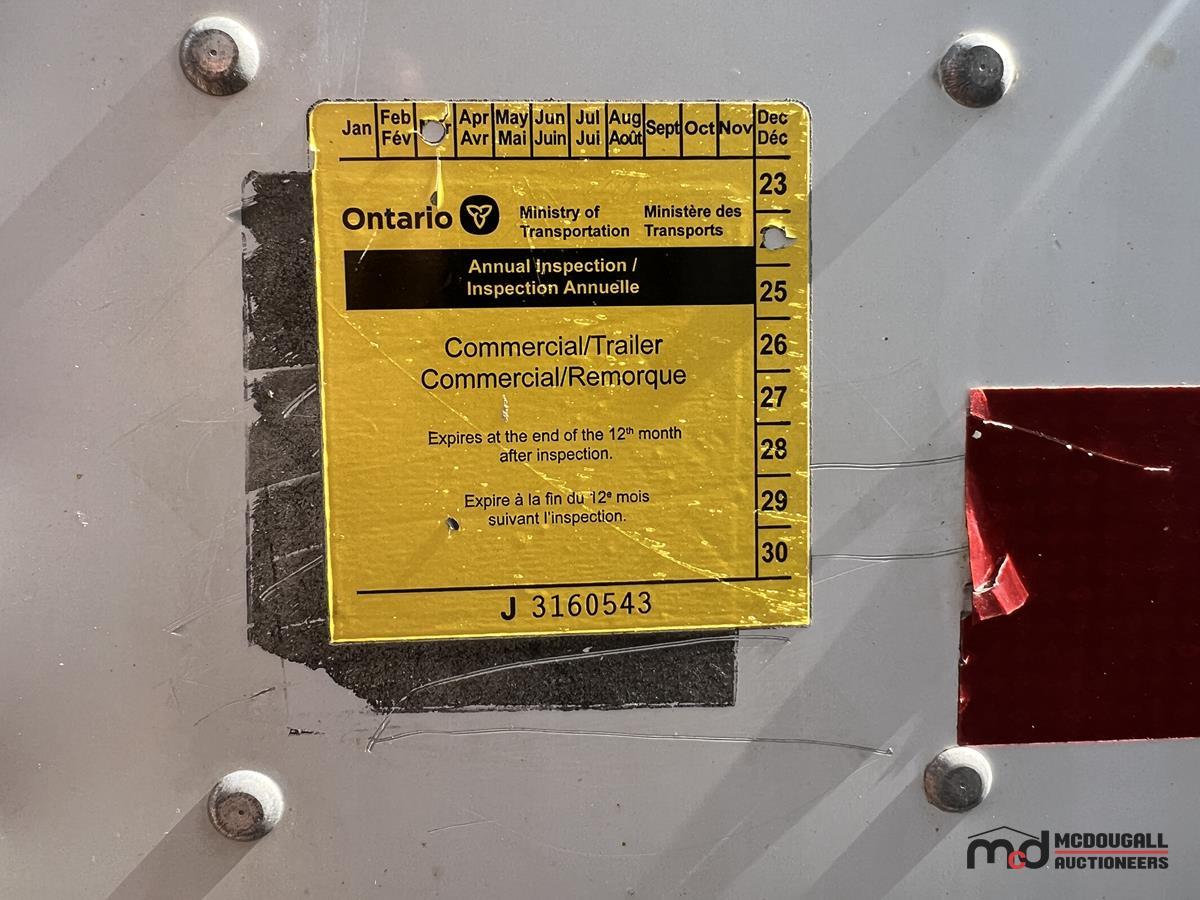 Jan Feb Fév Apr Avr May Mai Jun Juin Jul Jui Aug Août Sept Oct Nov Dec Déc
23
Ontario Ministry of Transportation Ministère des Transports
Annual Inspection /
Inspection Annuelle
25
Commercial/Trailer
26
Commercial/Remorque
27
Expires at the end of the 12th month
after inspection.
28
Expire à la fin du 12e mois
suivant l'inspection.
29
30
J 3160543
mcd MCDOUGALL
AUCTIONEERS